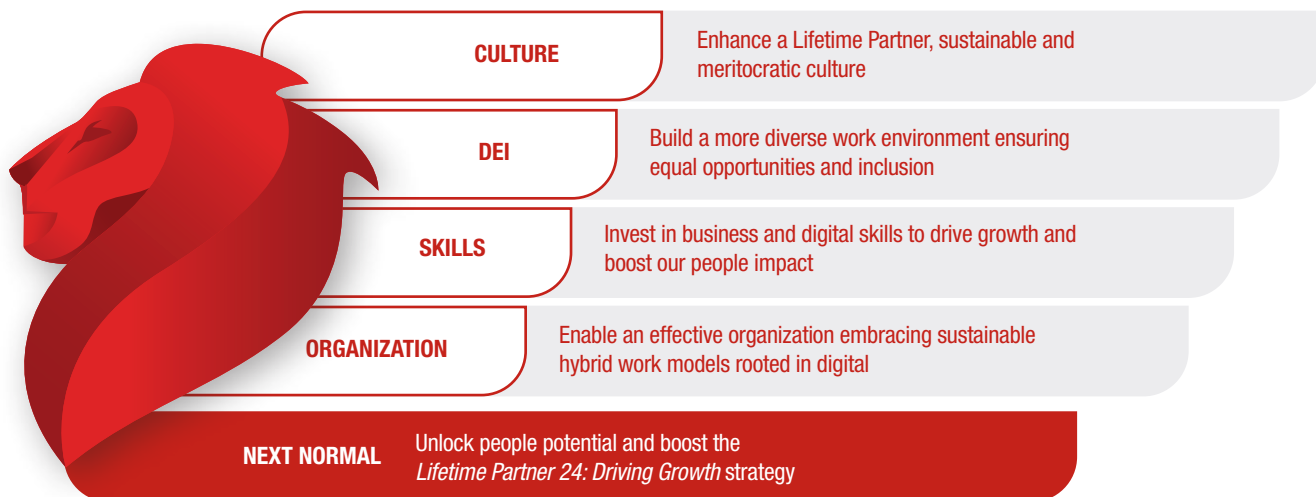 CULTURE
Enhance a Lifetime Partner, sustainable and
meritocratic culture
DEI
Build a more diverse work environment ensuring
equal opportunities and inclusion
SKILLS
Invest in business and digital skills to drive growth and
boost our people impact
ORGANIZATION
Enable an effective organization embracing sustainable
hybrid work models rooted in digital
NEXT NORMAL
Unlock people potential and boost the
Lifetime Partner 24: Driving Growth strategy